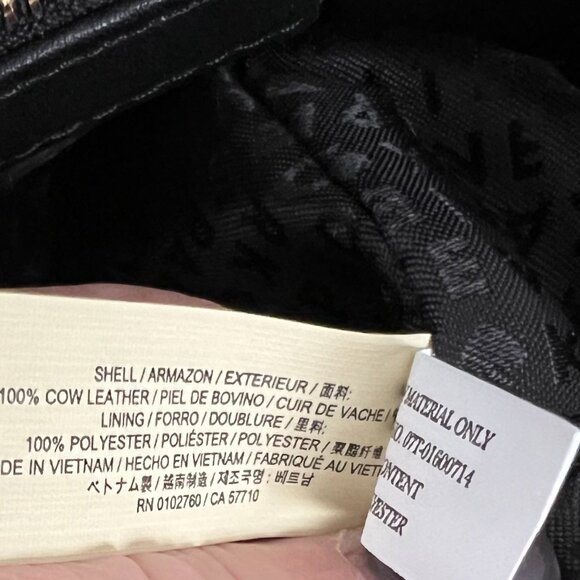 SHELL / ARMAZON / EXTERIEUR / 面料:
100% COW LEATHER / PIEL DE BOVINO / CUIR DE VACHE /
LINING / FORRO / DOUBLURE / 里料:
100% POLYESTER / POLIÉSTER / POLYESTER / 聚酯纤维
DE IN VIETNAM / HECHO EN VIETNAM / FABRIQUÉ AU VIET
ベトナム製 / 越南制造 / 제조국명 : 베트남
RN 0102760 / CA 57710
MATERIAL ONLY
NO. 07T-01600714
CONTENT
YESTER